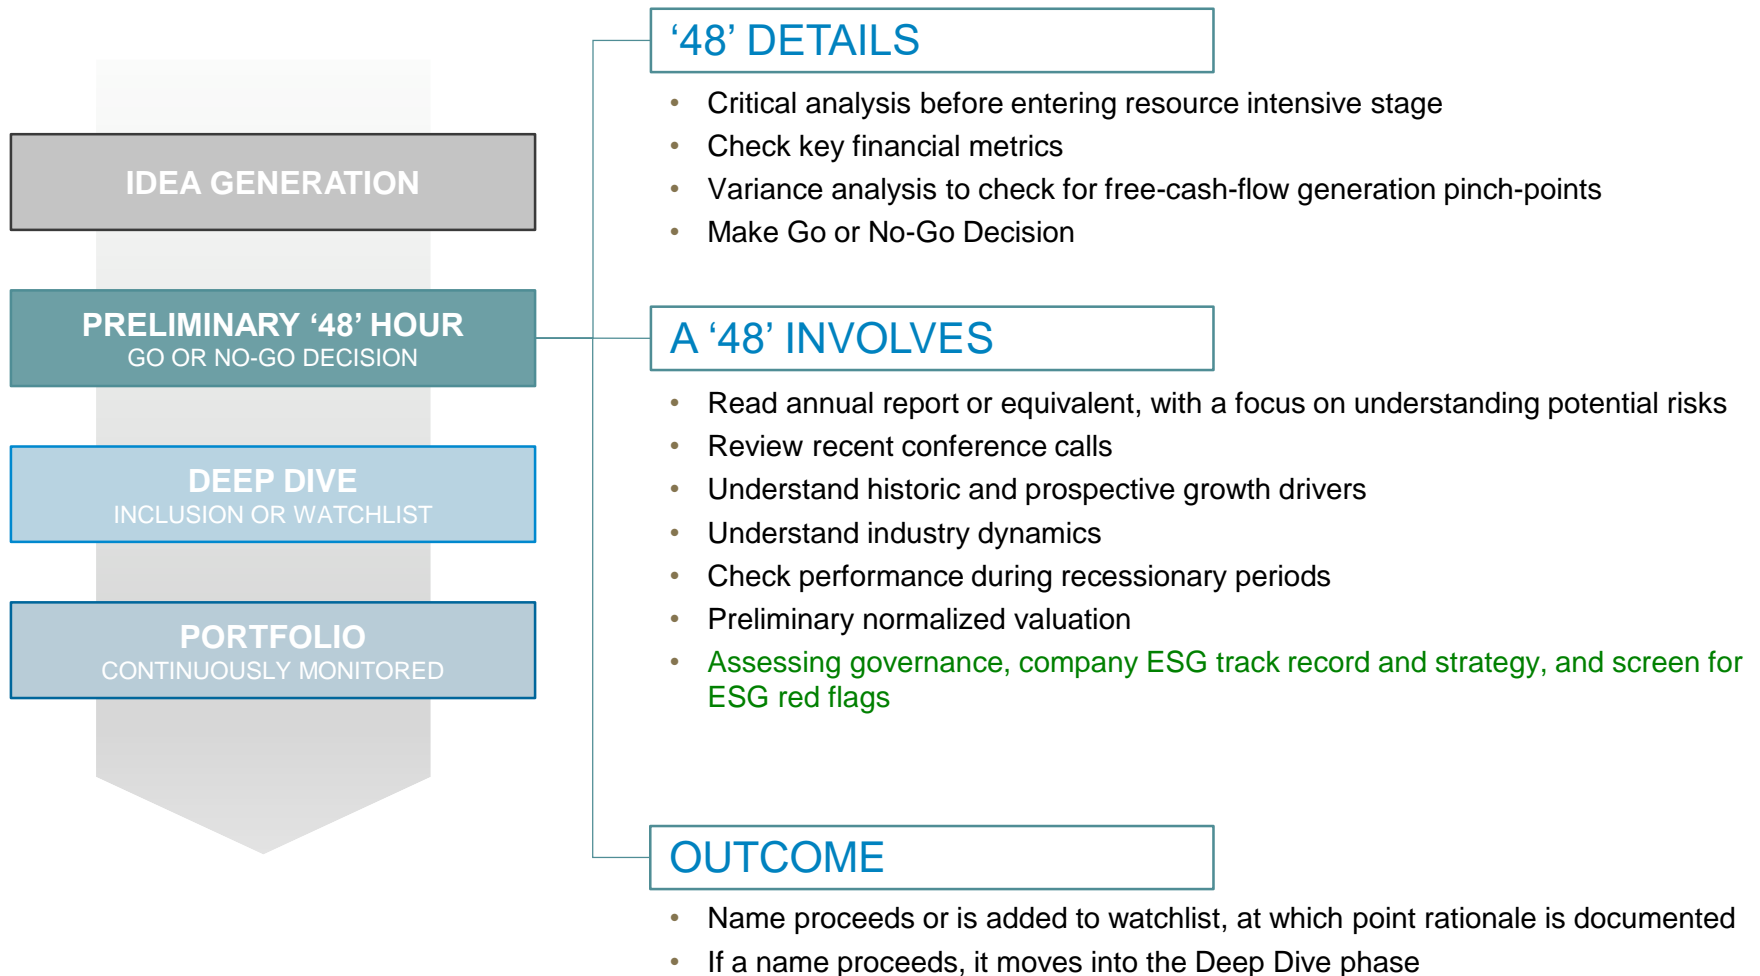 IDEA GENERATION
PRELIMINARY ‘48’ HOUR
GO OR NO-GO DECISION
DEEP DIVE
INCLUSION OR WATCHLIST
PORTFOLIO
CONTINUOUSLY MONITORED
‘48’ DETAILS
• Critical analysis before entering resource intensive stage
• Check key financial metrics
• Variance analysis to check for free-cash-flow generation pinch-points
• Make Go or No-Go Decision
A ‘48’ INVOLVES
• Read annual report or equivalent, with a focus on understanding potential risks
• Review recent conference calls
• Understand historic and prospective growth drivers
• Understand industry dynamics
• Check performance during recessionary periods
• Preliminary normalized valuation
• Assessing governance, company ESG track record and strategy, and screen for
ESG red flags
OUTCOME
• Name proceeds or is added to watchlist, at which point rationale is documented
• If a name proceeds, it moves into the Deep Dive phase